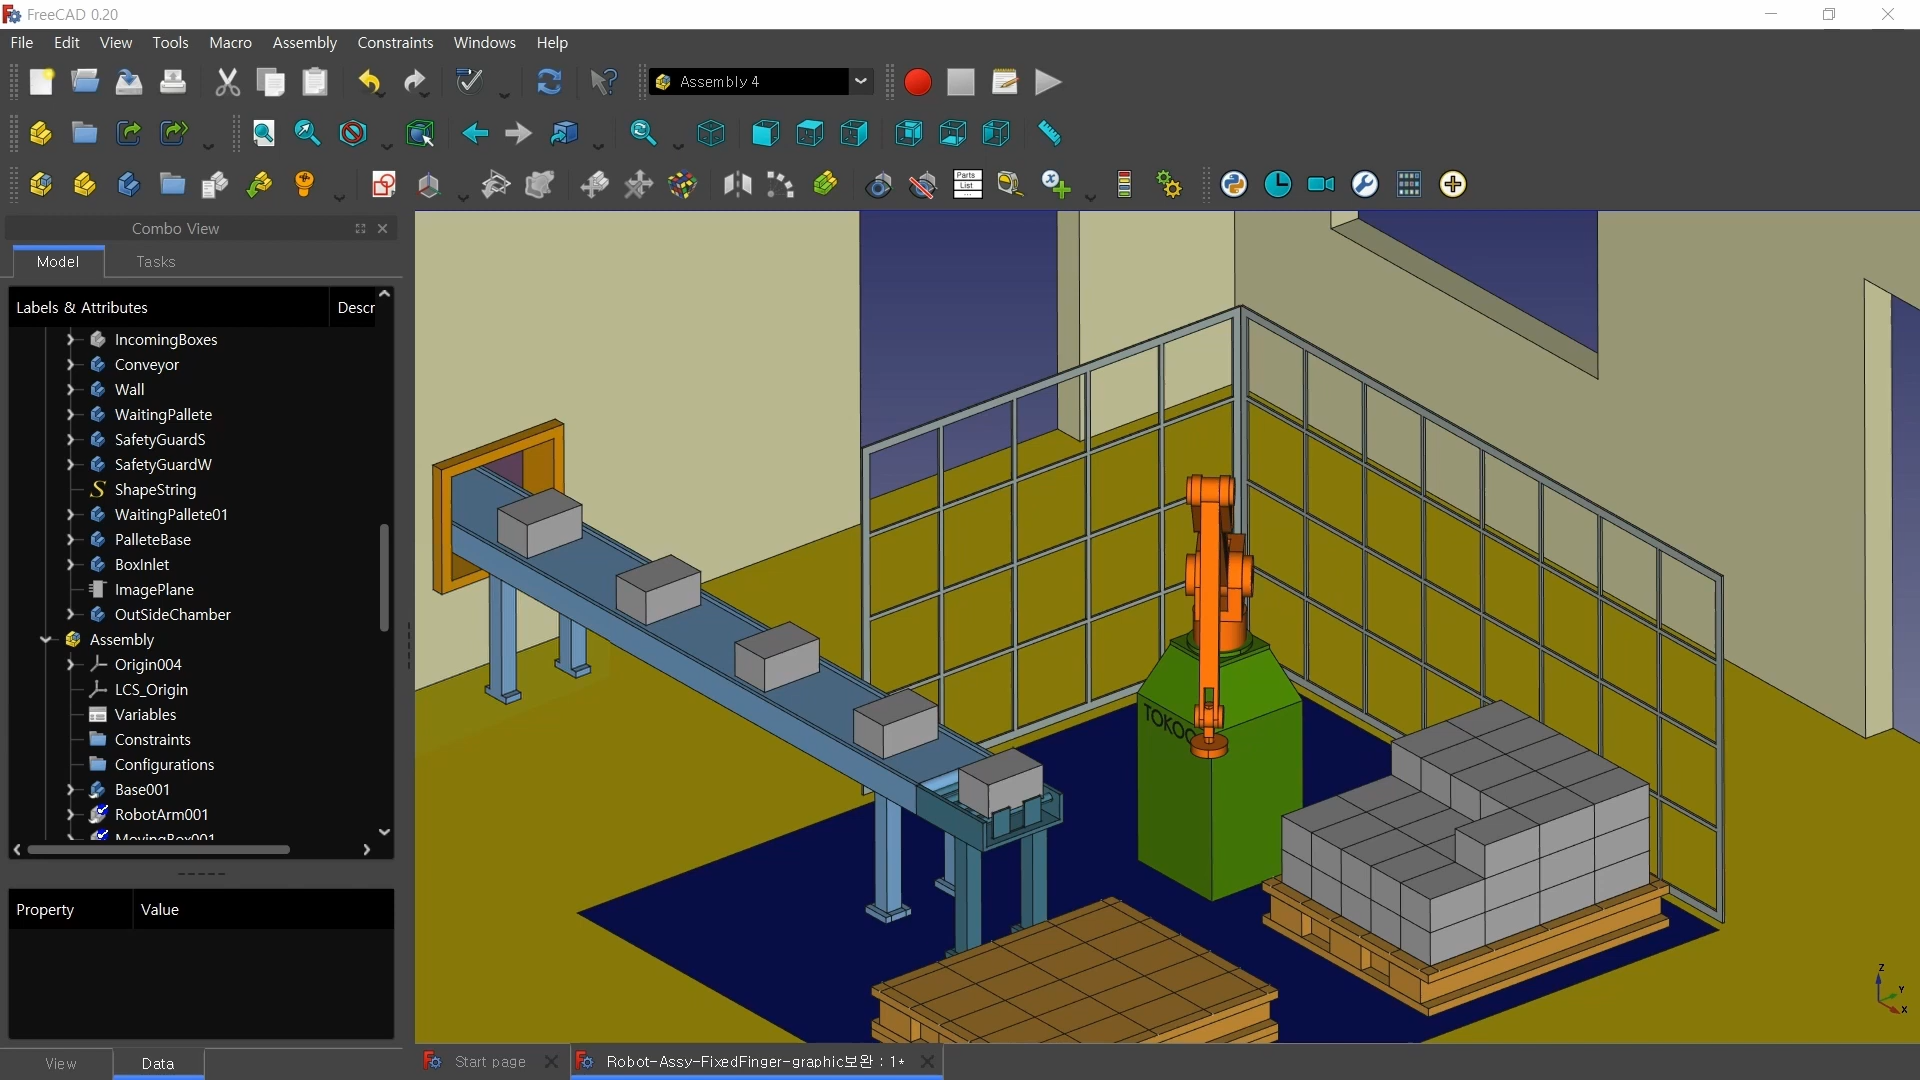 FreeCAD 0.20
File Edit View Tools Macro Assembly Constraints Windows Help
Assembly 4
Parts
List
Combo View
Model Tasks
Labels & Attributes Descr
IncomingBoxes
Conveyor
Wall
WaitingPallete
SafetyGuardS
SafetyGuardW
ShapeString
WaitingPallete01
PalleteBase
BoxInlet
ImagePlane
OutSideChamber
Assembly
Origin004
LCS_Origin
Variables
Constraints
Configurations
Base001
RobotArm001
MovingBox001
Property Value
View Data
TOKO
Z
Y
X
Start page
Robot-Assy-FixedFinger-graphic보완 : 1*